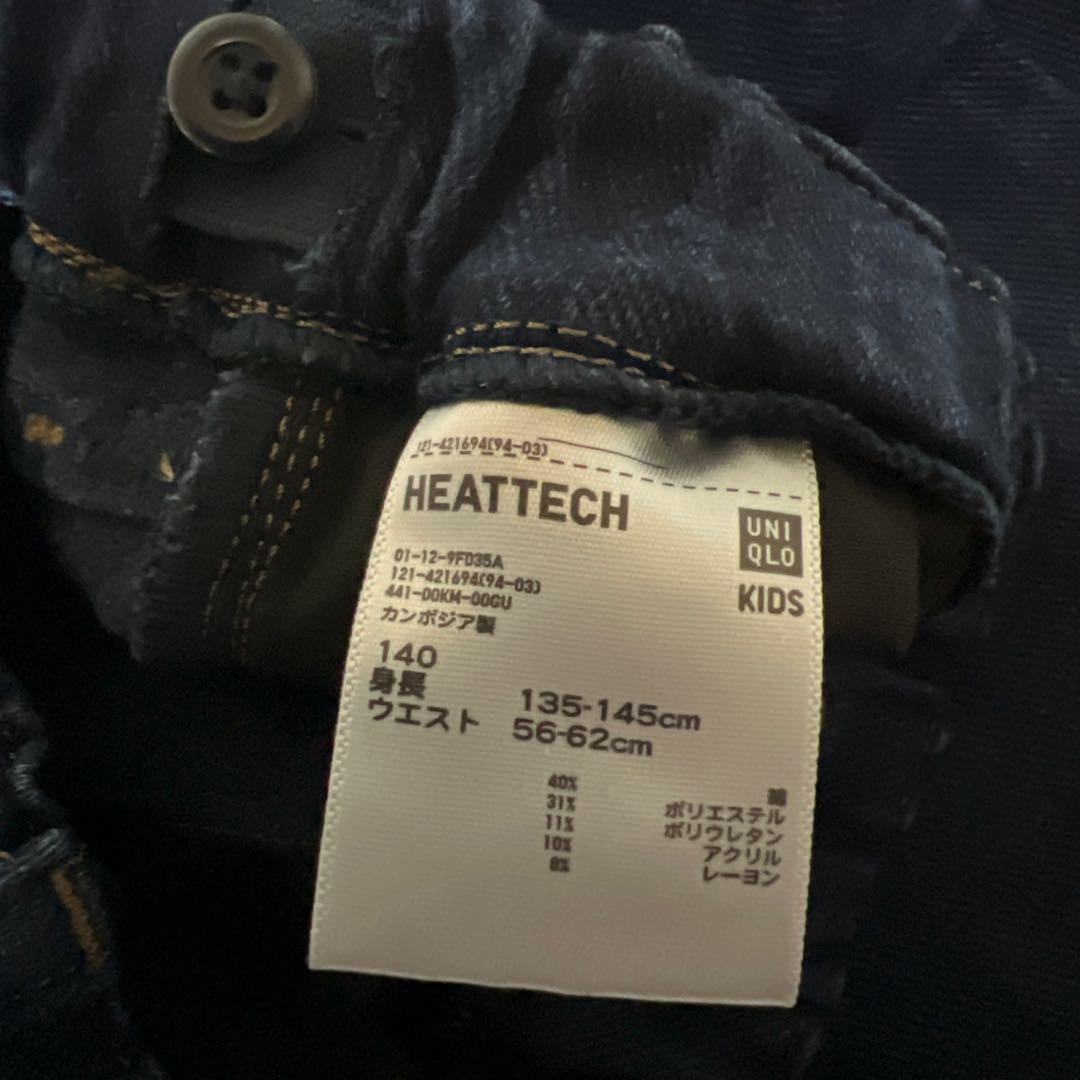 121-421694(94-03)
HEATTECH
UNI
QLO
KIDS
01-12-9FD35A
121-421694(94-03)
441-00KM-00GU
カンボジア製
140
身長 135-145cm
ウエスト 56-62cm
40% 綿
31% ポリエステル
11% ポリウレタン
10% アクリル
8% レーヨン